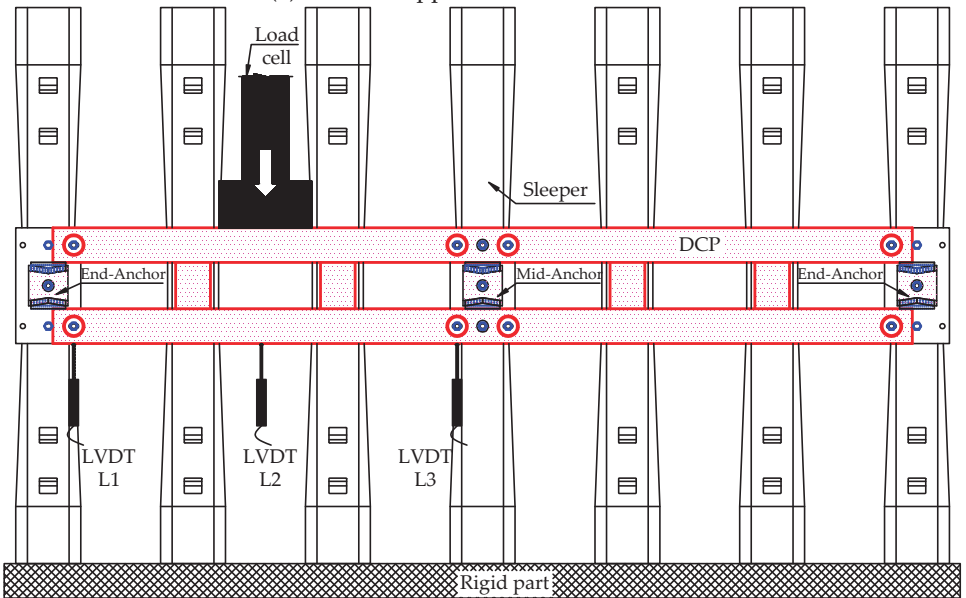 Load
cell
Sleeper
DCP
End-Anchor
Mid-Anchor
End-Anchor
LVDT
L1
LVDT
L2
LVDT
L3
Rigid part